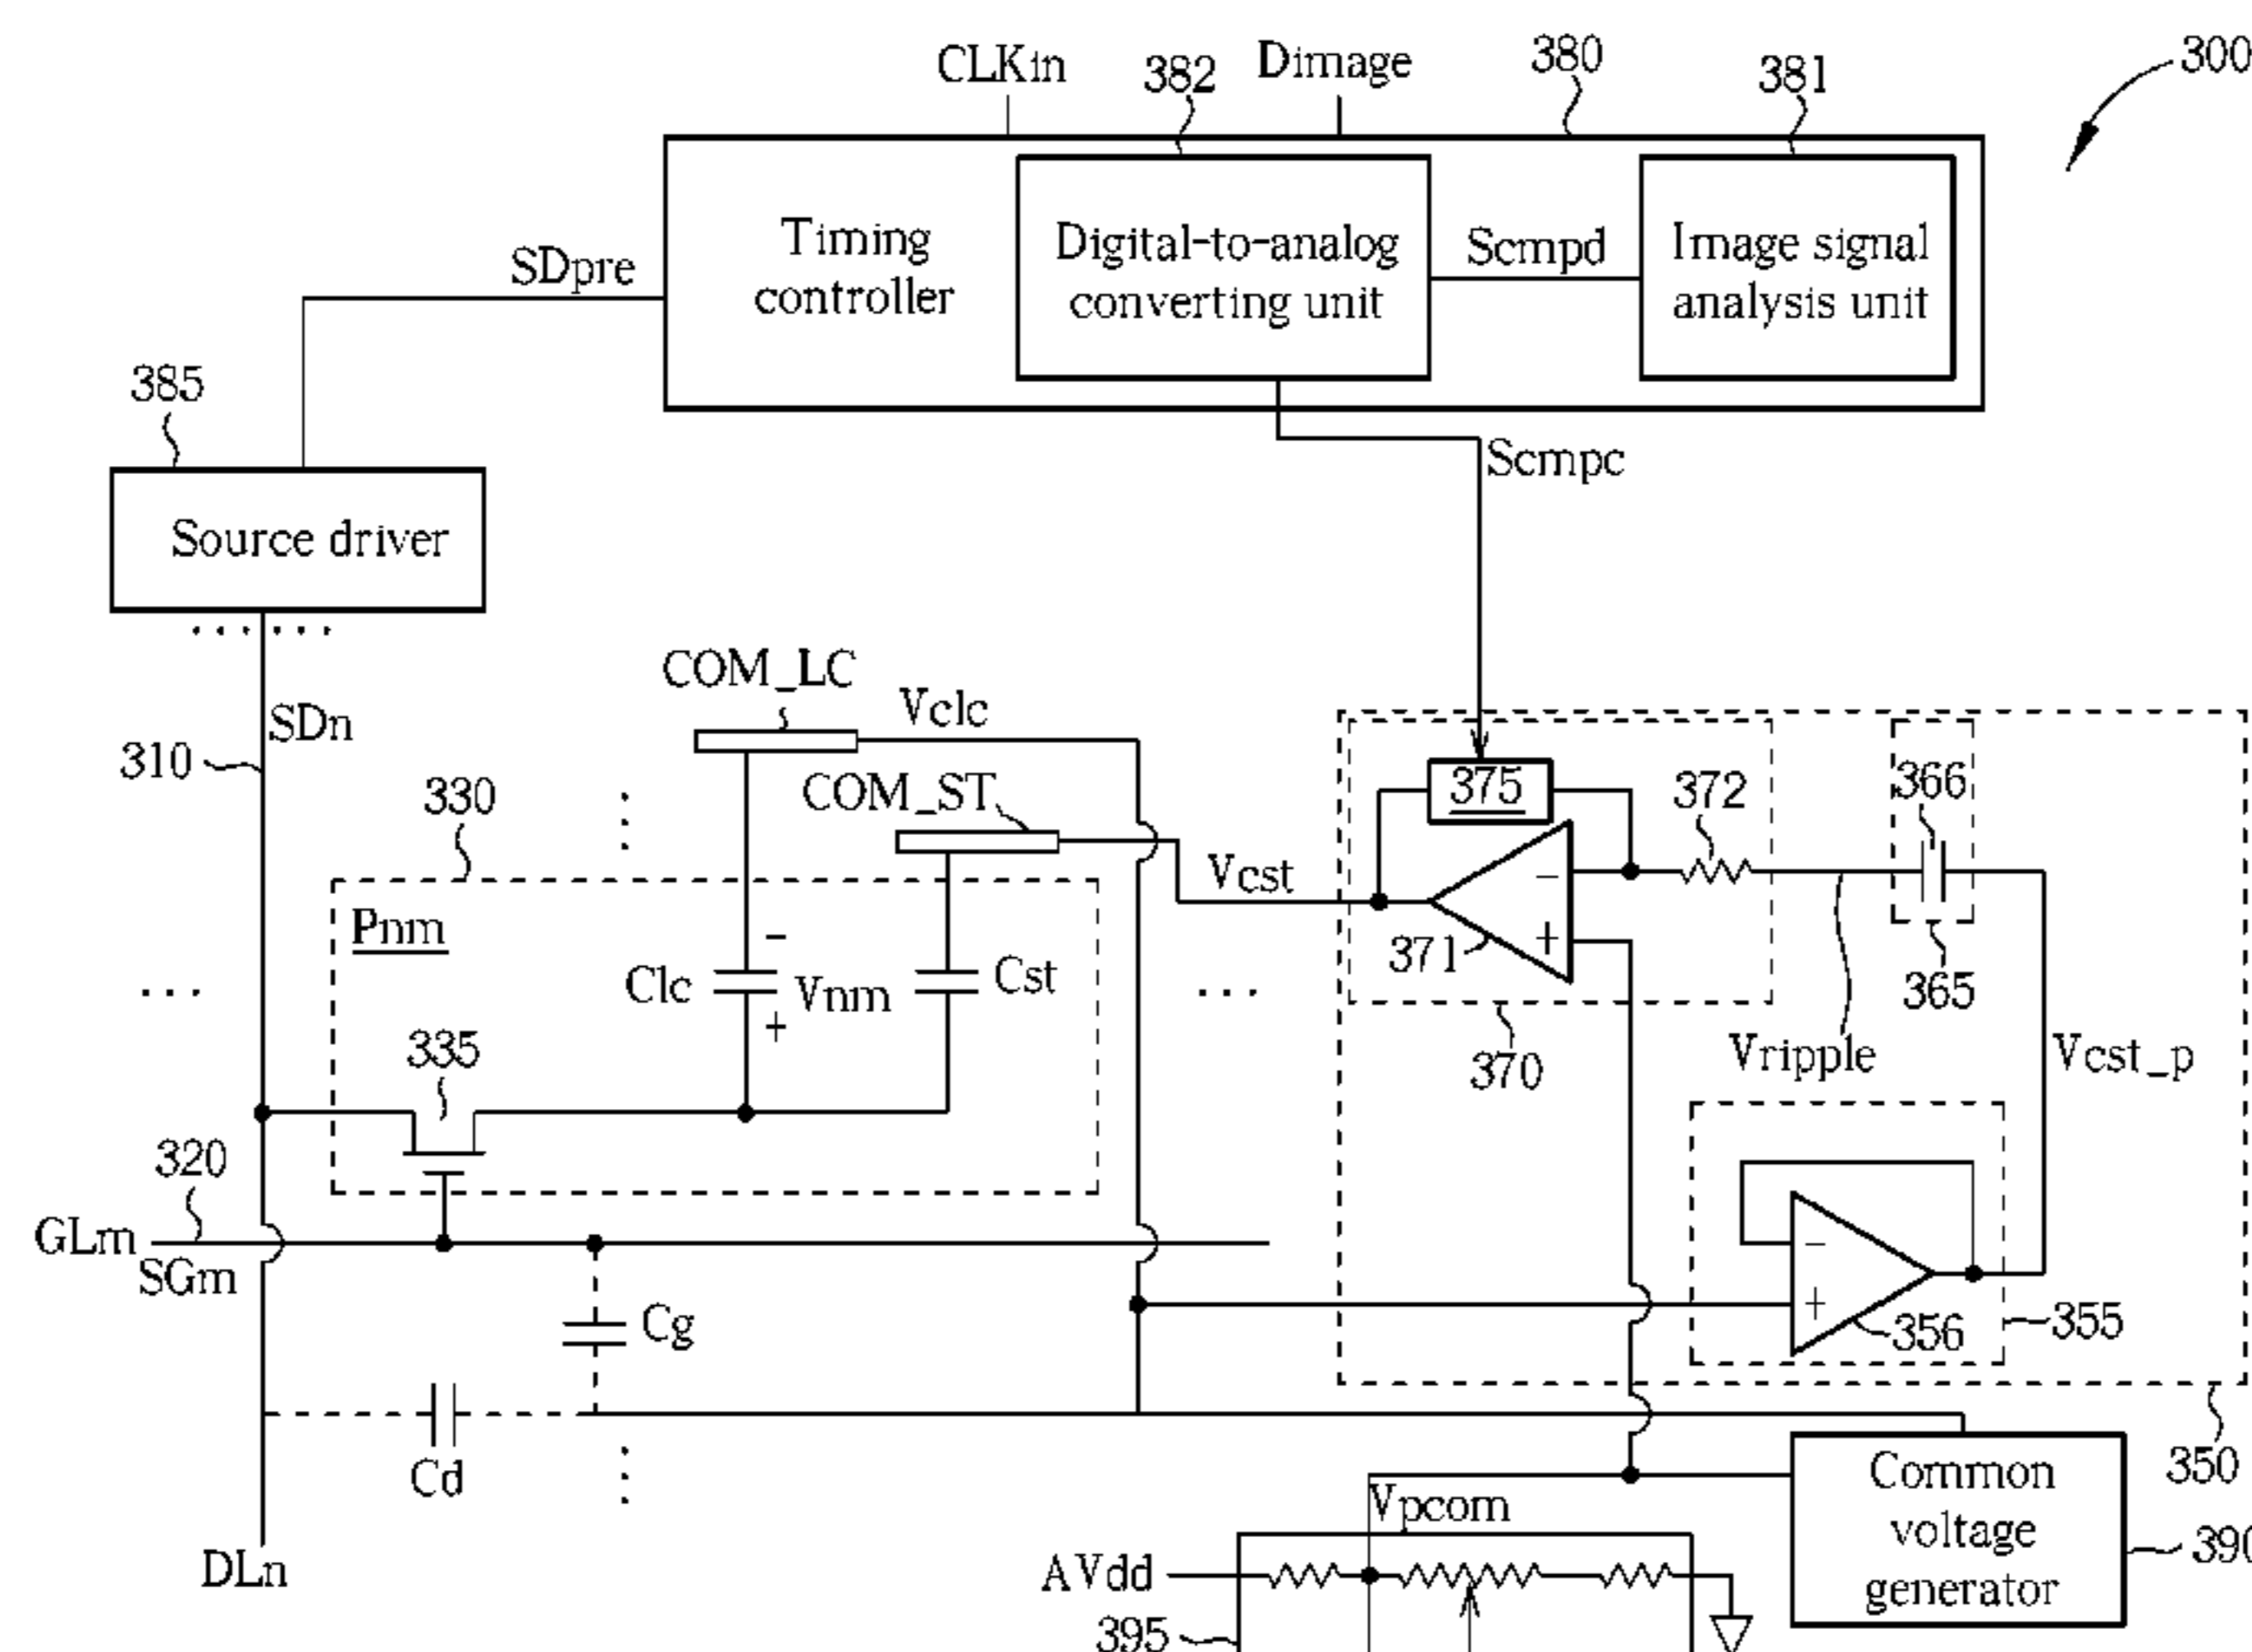 CLKin
382
Dimage
380
381
300
Timing
controller
Digital-to-analog
converting unit
Scmpd
Image signal
analysis unit
SDpre
385
Source driver
Scmpc
COM_LC
Vclc
SDn
310
330
COM_ST
375
372
366
Vcst
Pnm
371
Clc
Vnm
Cst
365
370
Vripple
Vcst_p
335
320
GLm
SGm
Cg
356
355
Cd
350
Vpcom
Common
voltage
generator
390
DLn
AVdd
395